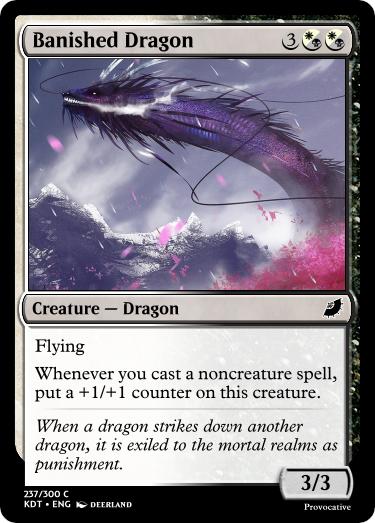 Banished Dragon 3
Creature — Dragon
Flying
Whenever you cast a noncreature spell,
put a +1/+1 counter on this creature.
When a dragon strikes down another
dragon, it is exiled to the mortal realms as
punishment.
3/3
237/300 C
KDT • ENG DEERLAND
Provocative